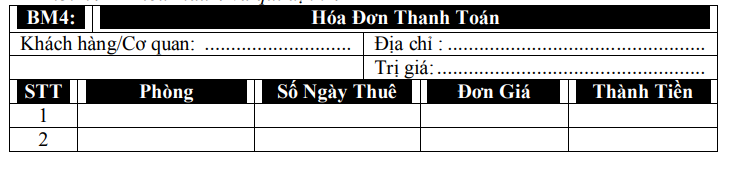 BM4: Hóa Đơn Thanh Toán
Khách hàng/Cơ quan: ............................. Địa chỉ : ...................................................
Trị giá:.....................................................
STT Phòng Số Ngày Thuê Đơn Giá Thành Tiền
1
2